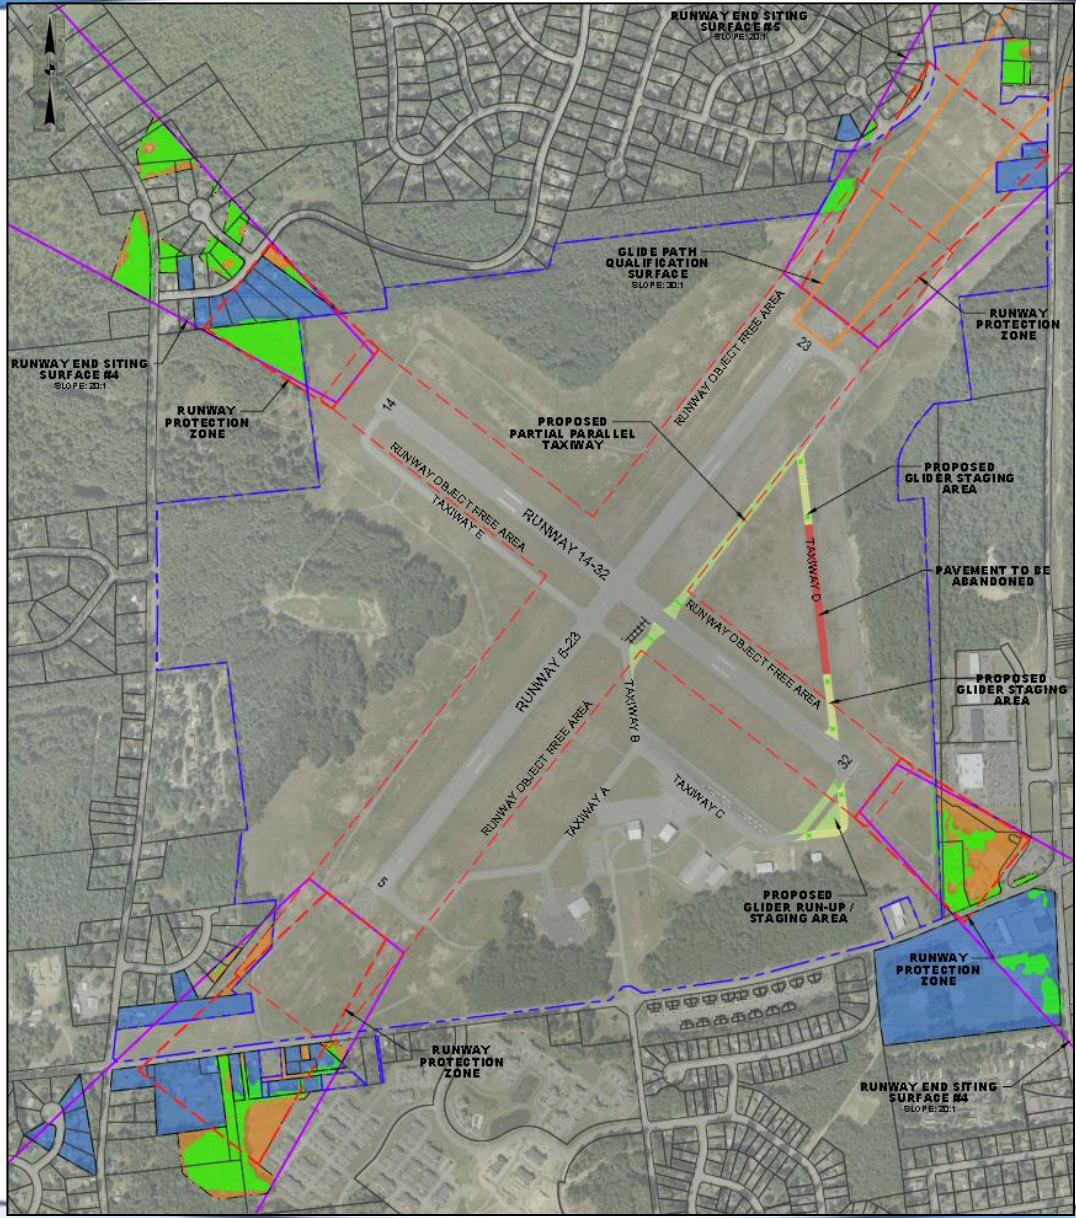 RUNWAY END SITING
SURFACE #5
SLOPE: 20:1
GLIDE PATH
QUALIFICATION
SURFACE
SLOPE: 30:1
RUNWAY
PROTECTION
ZONE
RUNWAY END SITING
SURFACE #4
SLOPE: 20:1
RUNWAY
PROTECTION
ZONE
23
14
RUNWAY OBJECT FREE AREA
PROPOSED
PARTIAL PARALLEL
TAXIWAY
RUNWAY OBJECT FREE AREA
TAXIWAY E
RUNWAY 14-32
PROPOSED
GLIDER STAGING
AREA
TAXIWAY D
PAVEMENT TO BE
ABANDONED
RUNWAY OBJECT FREE AREA
RUNWAY 5-23
PROPOSED
GLIDER STAGING
AREA
TAXIWAY B
RUNWAY OBJECT FREE AREA
32
TAXIWAY A
TAXIWAY C
5
PROPOSED
GLIDER RUN-UP /
STAGING AREA
RUNWAY
PROTECTION
ZONE
RUNWAY
PROTECTION
ZONE
RUNWAY END SITING
SURFACE #4
SLOPE: 20:1